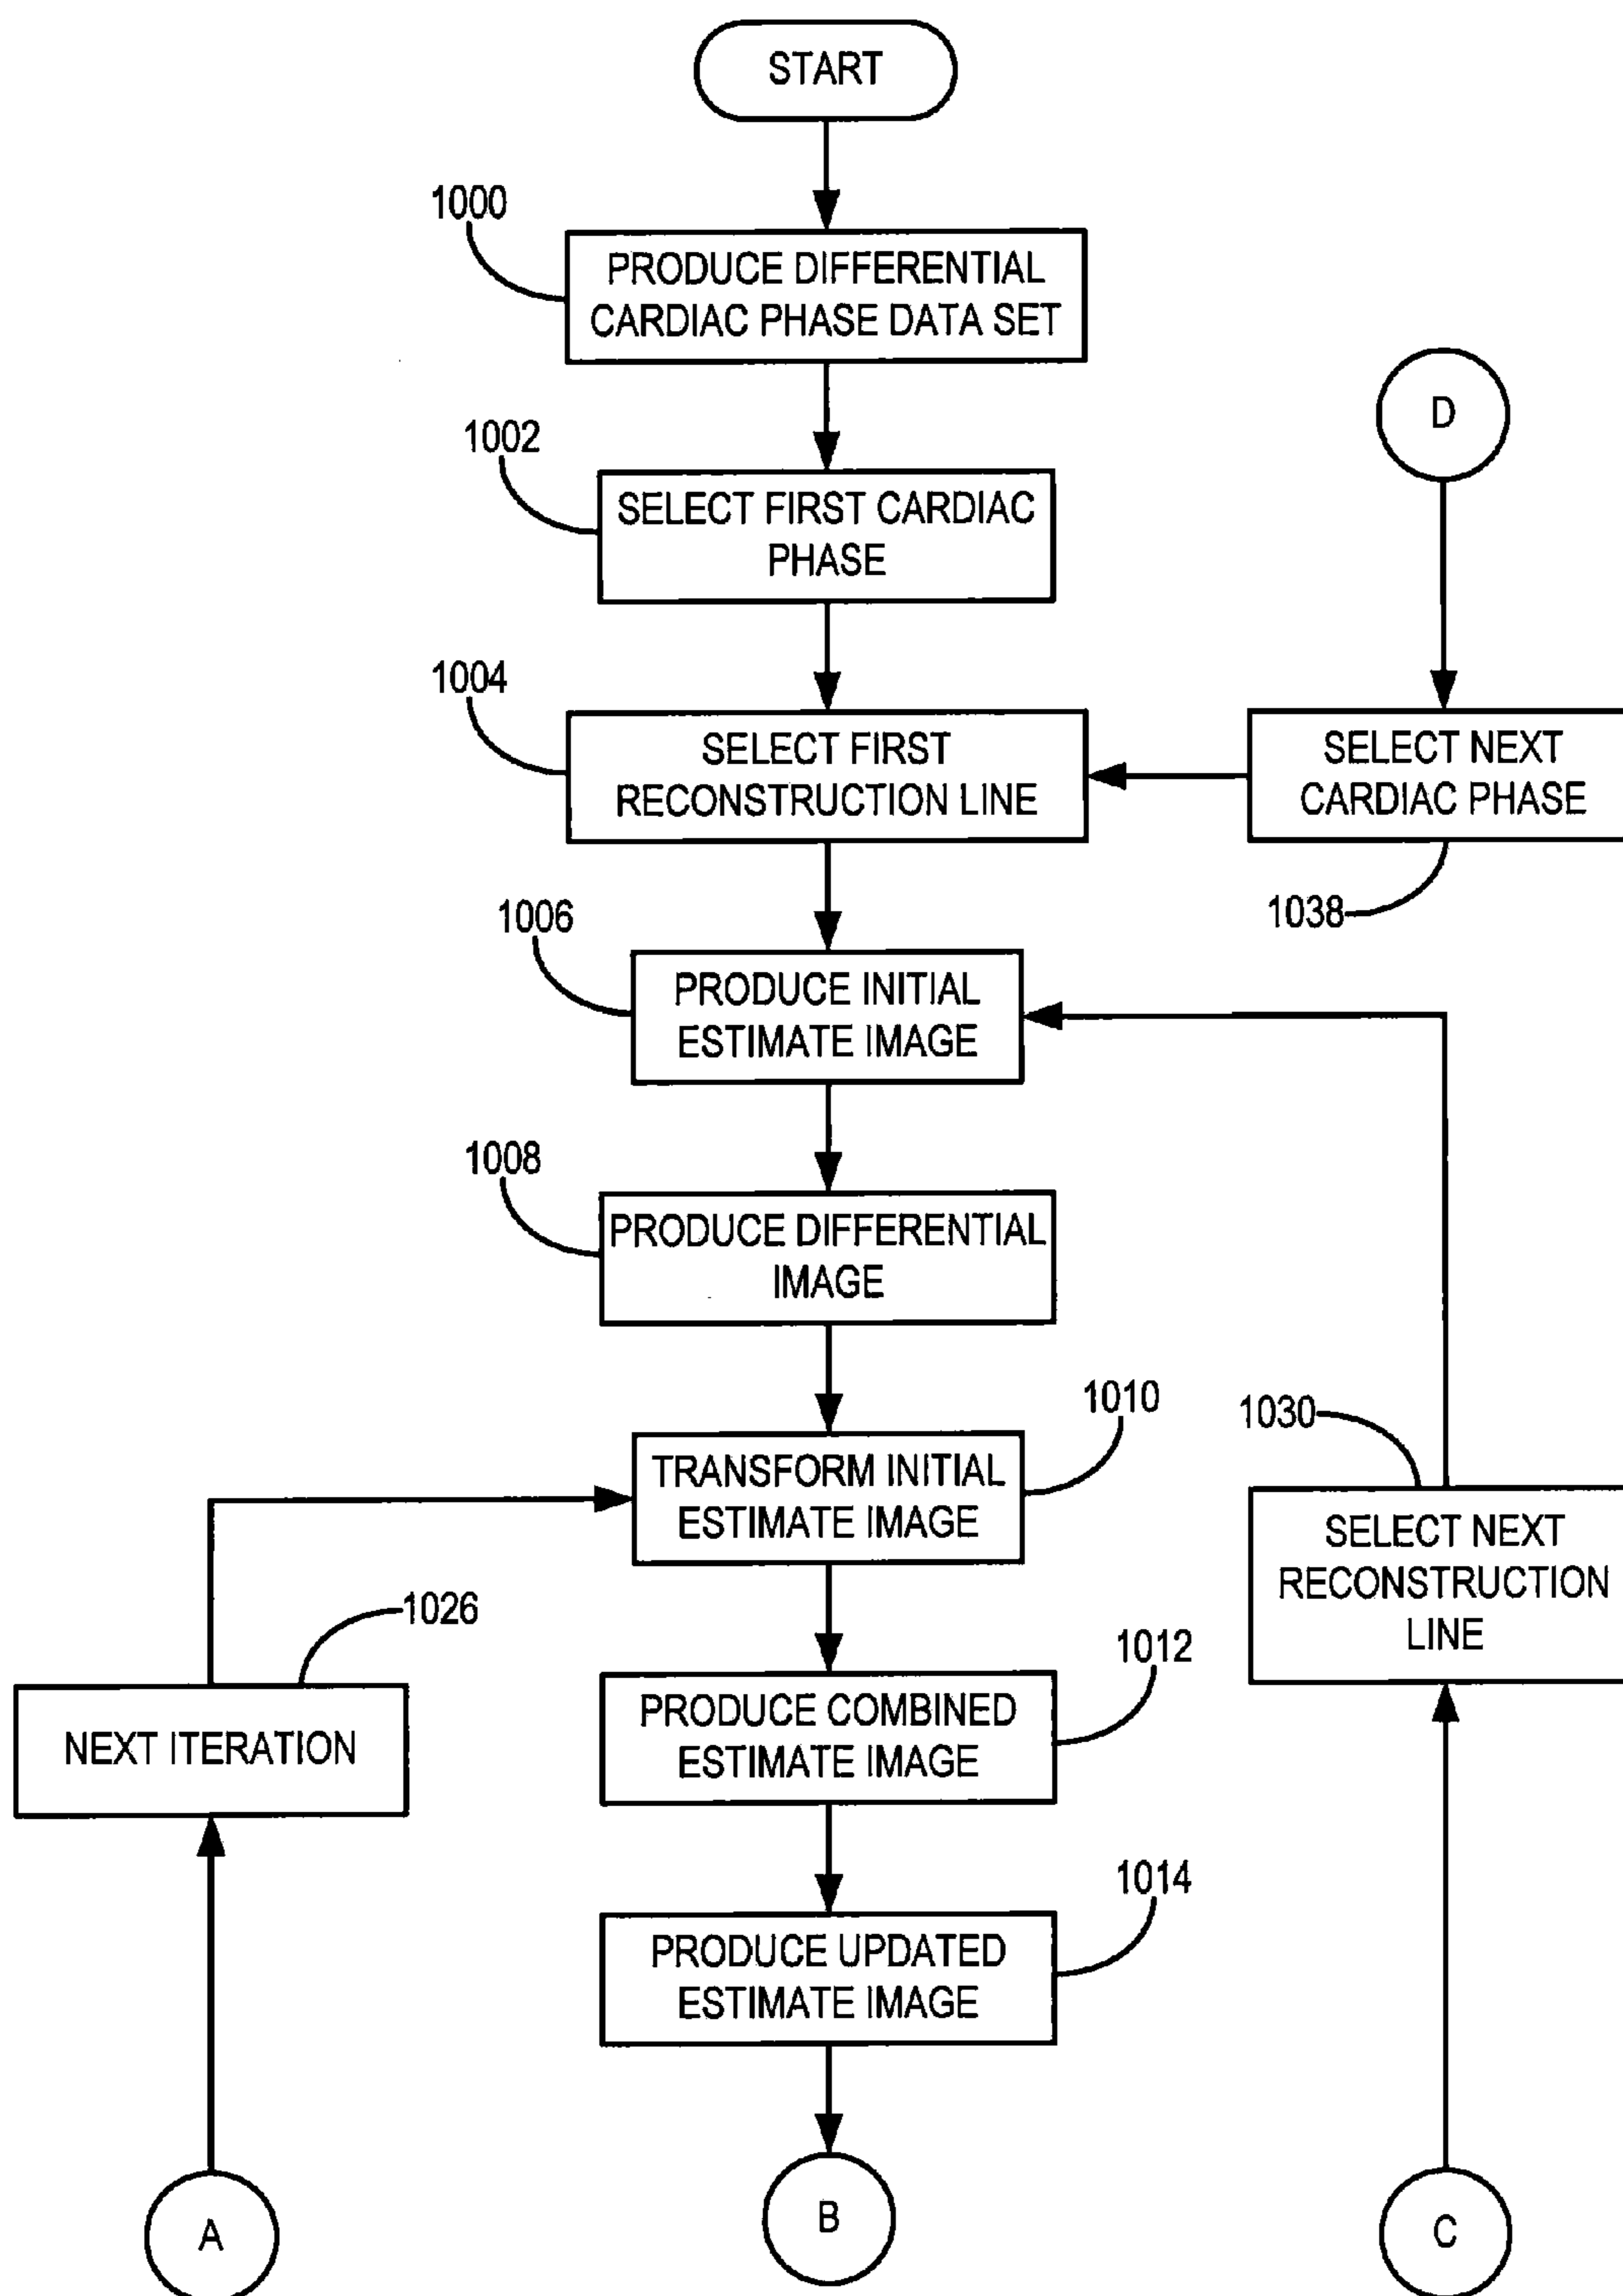 START
1000
PRODUCE DIFFERENTIAL
CARDIAC PHASE DATA SET
1002
SELECT FIRST CARDIAC
PHASE
D
1004
SELECT FIRST
RECONSTRUCTION LINE
SELECT NEXT
CARDIAC PHASE
1038
1006
PRODUCE INITIAL
ESTIMATE IMAGE
1008
PRODUCE DIFFERENTIAL
IMAGE
1010
TRANSFORM INITIAL
ESTIMATE IMAGE
1030
SELECT NEXT
RECONSTRUCTION
LINE
1026
NEXT ITERATION
1012
PRODUCE COMBINED
ESTIMATE IMAGE
1014
PRODUCE UPDATED
ESTIMATE IMAGE
A
B
C